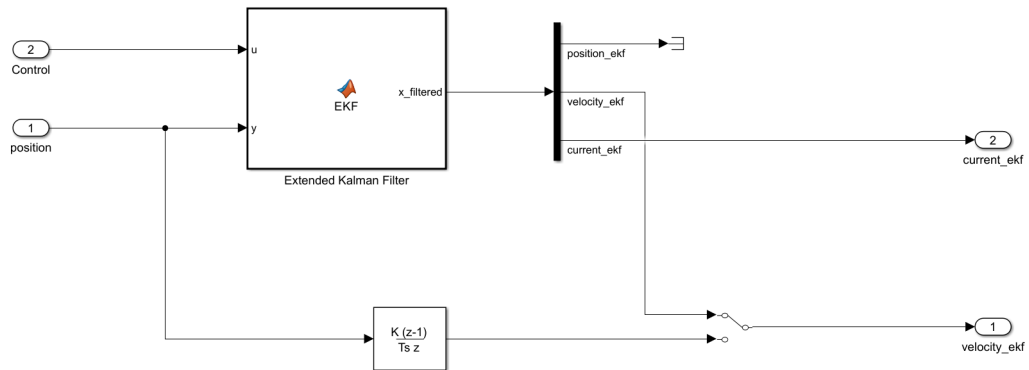 2
Control
1
position
u
y
EKF
x_filtered
Extended Kalman Filter
position_ekf
velocity_ekf
current_ekf
2
current_ekf
K (z-1)
Ts z
1
velocity_ekf